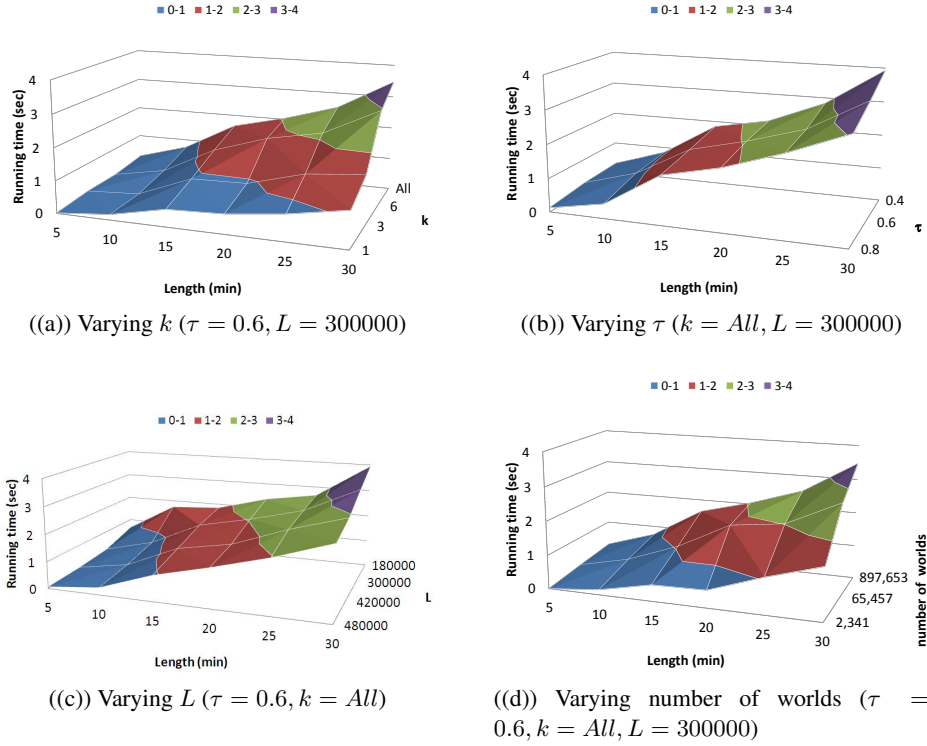 0-1 1-2 2-3 3-4
Running time (sec)
4
3
2
1
0
5
10
15
20
25
30
Length (min)
All
6
3
1
k
((a)) Varying k (τ = 0.6, L = 300000)
0-1 1-2 2-3 3-4
Running time (sec)
4
3
2
1
0
5
10
15
20
25
30
Length (min)
0.4
0.6
0.8
τ
((b)) Varying τ (k = All, L = 300000)
0-1 1-2 2-3 3-4
Running time (sec)
4
3
2
1
0
5
10
15
20
25
30
Length (min)
180000
300000
420000
480000
L
((c)) Varying L (τ = 0.6, k = All)
0-1 1-2 2-3 3-4
Running time (sec)
4
3
2
1
0
5
10
15
20
25
30
Length (min)
897,653
65,457
2,341
number of worlds
((d)) Varying number of worlds (τ =
0.6, k = All, L = 300000)